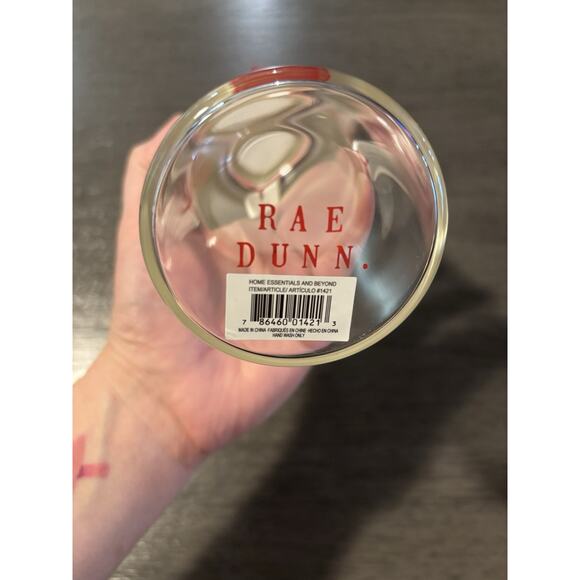 RAE
DUNN.
HOME ESSENTIALS AND BEYOND
ITEM/ARTICLE/ ARTÍCULO #1421
7 86460 01421 3
MADE IN CHINA FABRIQUÉS EN CHINE HECHO EN CHINA
HAND WASH ONLY